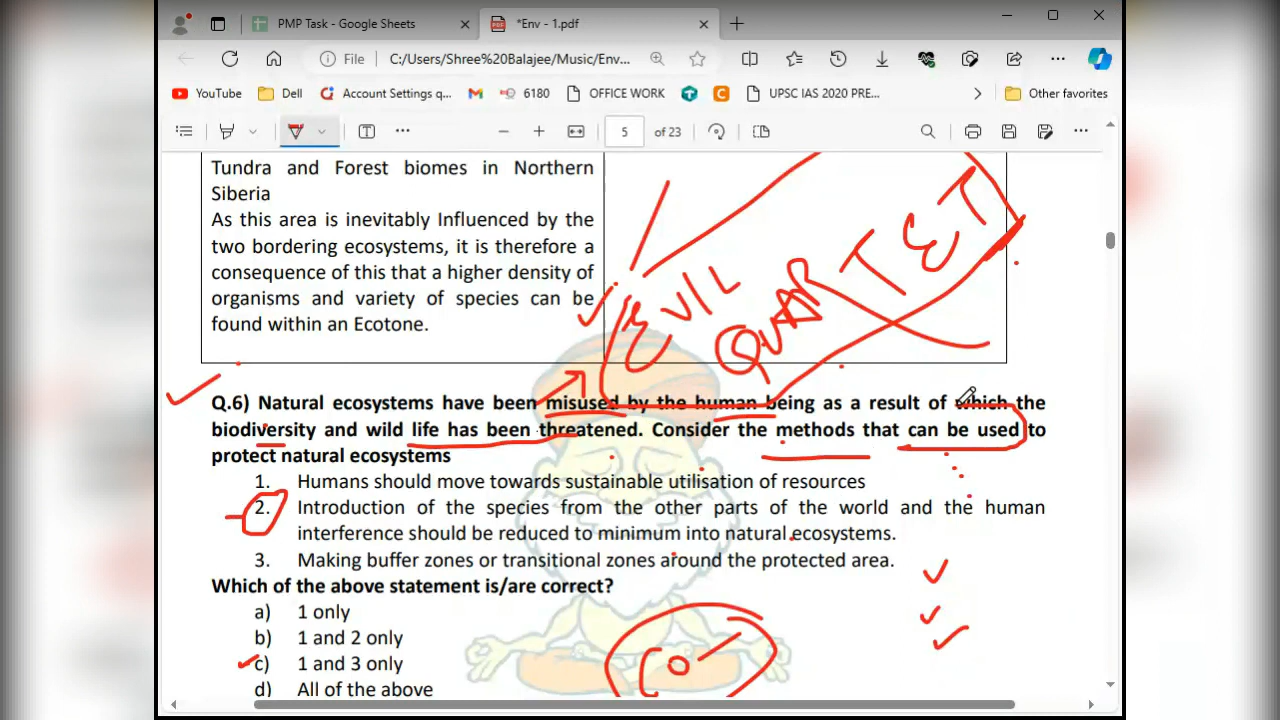 PMP Task - Google Sheets
*Env - 1.pdf
File
C:/Users/Shree%20Balajee/Music/Env...
YouTube
Dell
Account Settings q...
6180
OFFICE WORK
UPSC IAS 2020 PRE...
Other favorites
5 of 23
Tundra and Forest biomes in Northern
Siberia
As this area is inevitably Influenced by the
two bordering ecosystems, it is therefore a
consequence of this that a higher density of
organisms and variety of species can be
found within an Ecotone.
EVIL
QUARTET
Q.6) Natural ecosystems have been misused by the human being as a result of which the
biodiversity and wild life has been threatened. Consider the methods that can be used to
protect natural ecosystems
1. Humans should move towards sustainable utilisation of resources
2. Introduction of the species from the other parts of the world and the human
interference should be reduced to minimum into natural ecosystems.
3. Making buffer zones or transitional zones around the protected area.
Which of the above statement is/are correct?
a) 1 only
b) 1 and 2 only
c) 1 and 3 only
d) All of the above